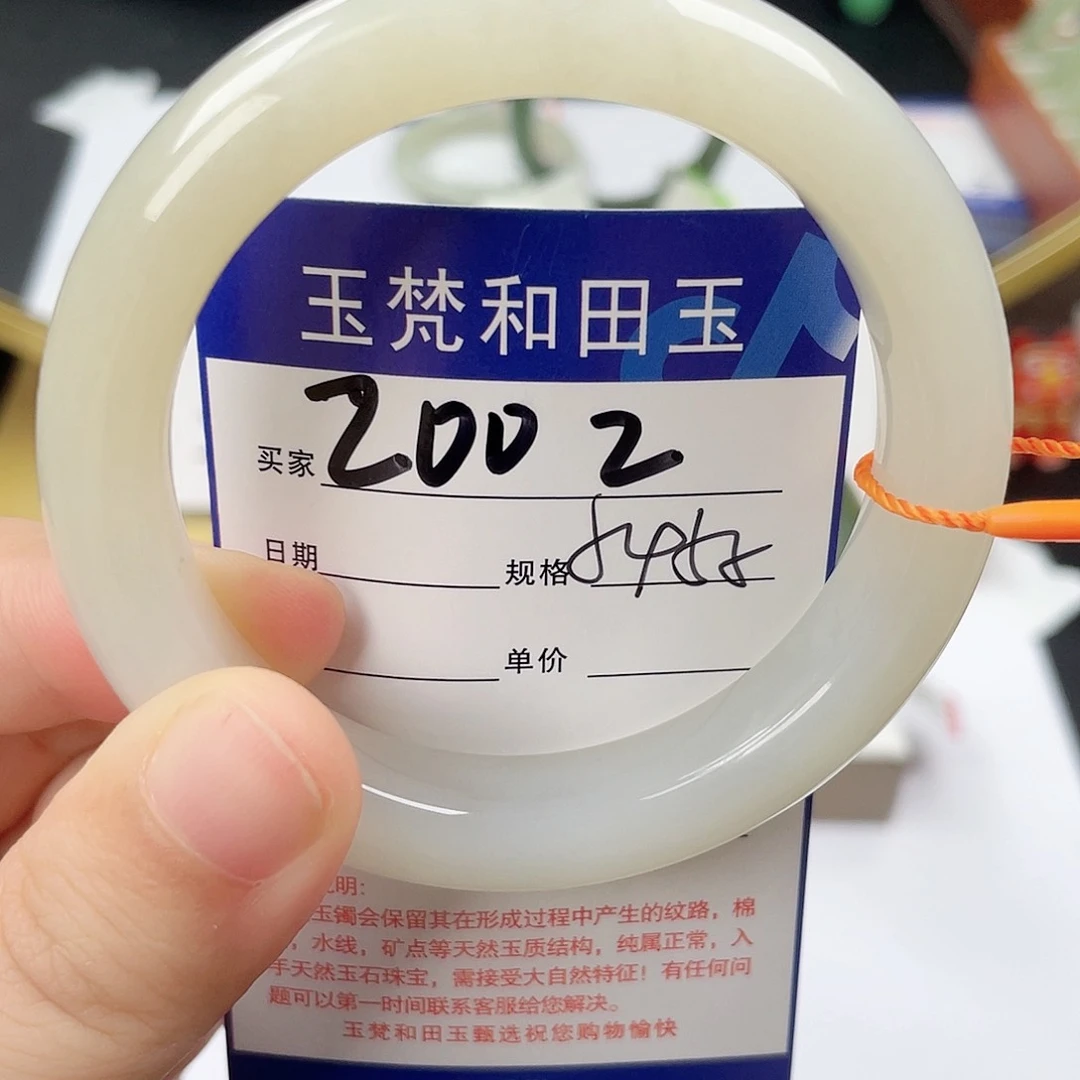 玉梵和田玉
买家 2002
日期 规格
单价
明:
玉镯会保留其在形成过程中产生的纹路，棉
，水线，矿点等天然玉质结构，纯属正常，入
手天然玉石珠宝，需接受大自然特征！有任何问
题可以第一时间联系客服给您解决。
玉梵和田玉甄选祝您购物愉快